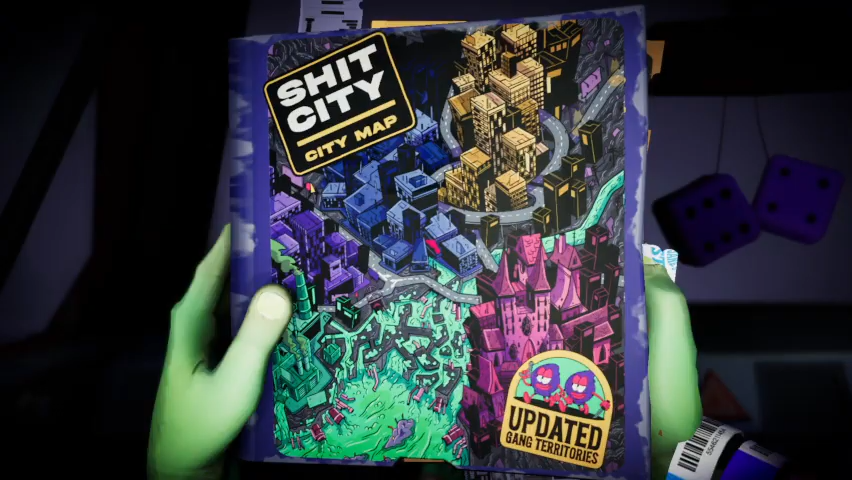 SHIT
CITY
CITY MAP
UPDATED
GANG TERRITORIES